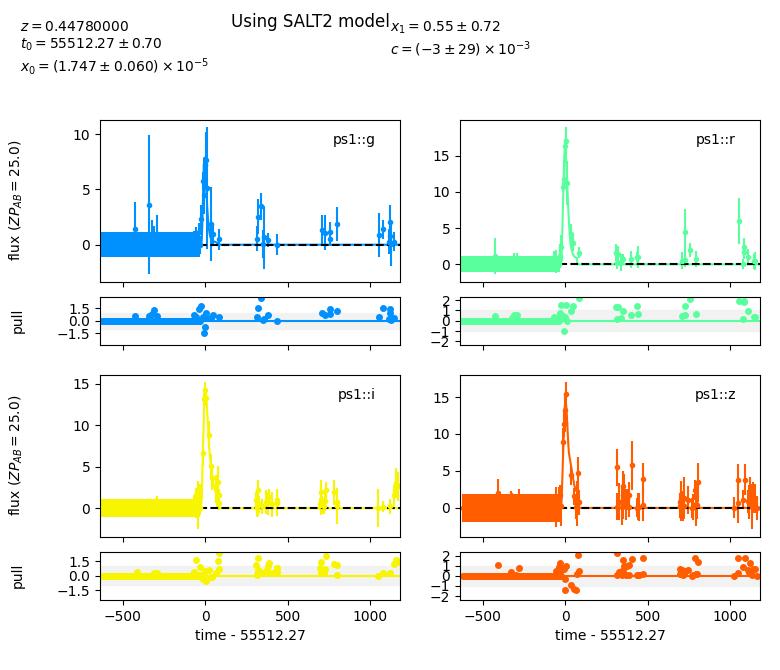 Using SALT2 model
z = 0.44780000
t₀ = 55512.27 ± 0.70
x₀ = (1.747 ± 0.060) × 10⁻⁵
x₁ = 0.55 ± 0.72
c = (−3 ± 29) × 10⁻³
flux (ZP_AB = 25.0)
10
5
0
ps1::g
15
10
5
0
ps1::r
pull
1.5
0.0
−1.5
2
1
0
−1
−2
flux (ZP_AB = 25.0)
15
10
5
0
ps1::i
15
10
5
0
ps1::z
pull
1.5
0.0
−1.5
2
1
0
−1
−2
−500 0 500 1000
−500 0 500 1000
time - 55512.27
time - 55512.27